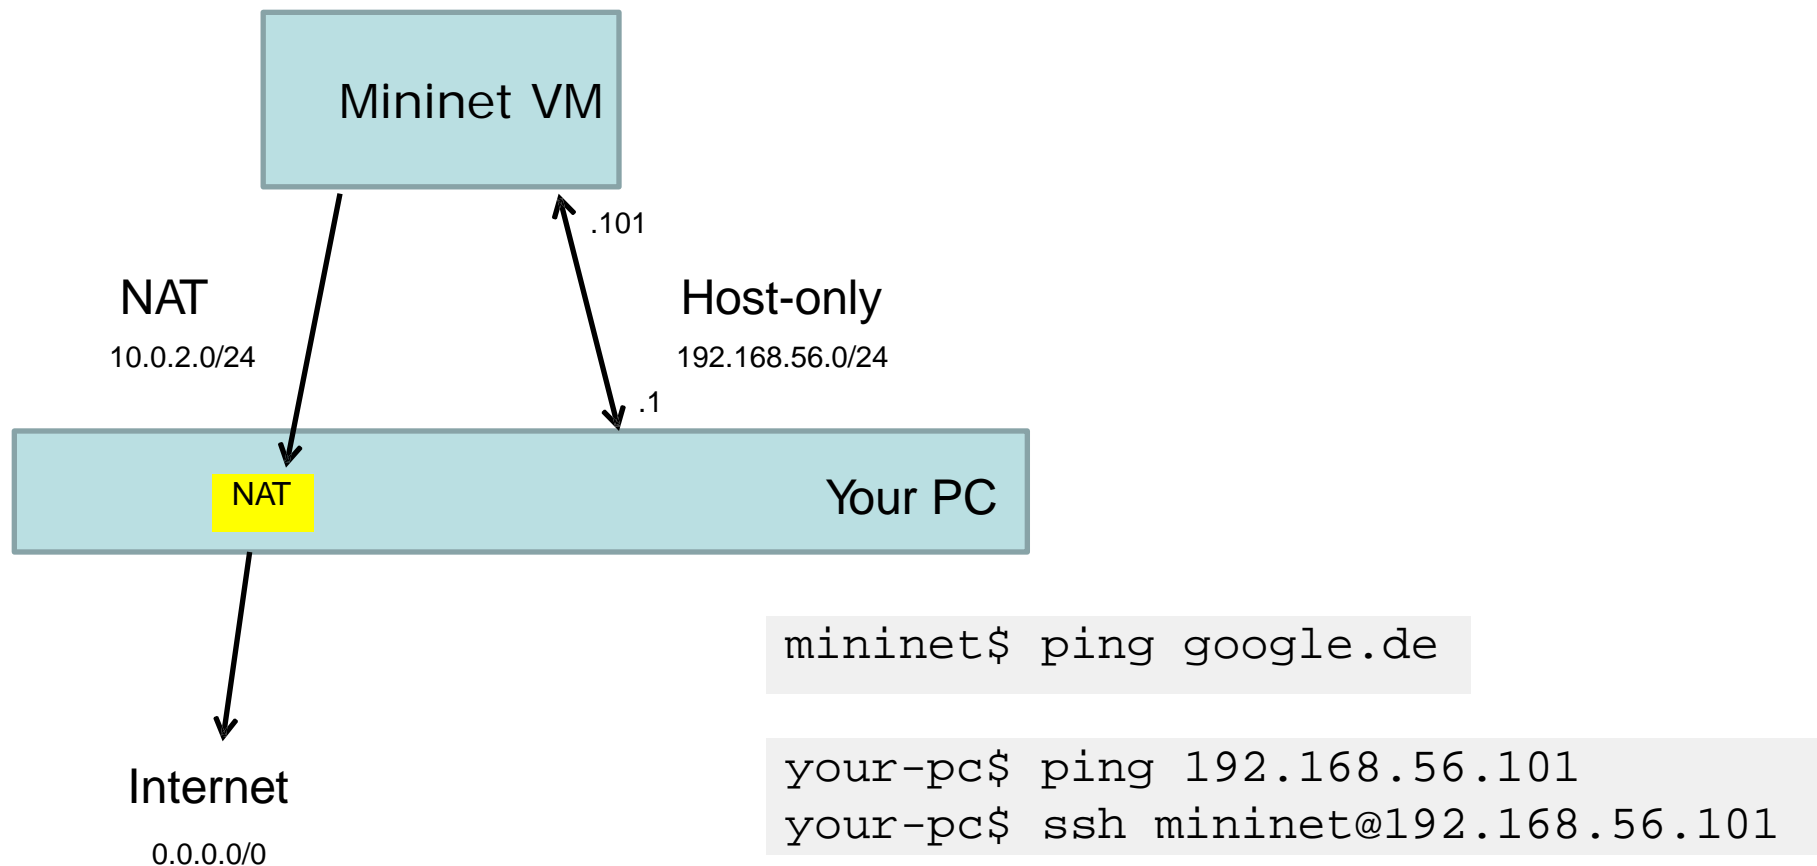 Mininet VM
.101
NAT
10.0.2.0/24
Host-only
192.168.56.0/24
.1
NAT
Your PC
Internet
0.0.0.0/0
mininet$ ping google.de
your-pc$ ping 192.168.56.101
your-pc$ ssh mininet@192.168.56.101